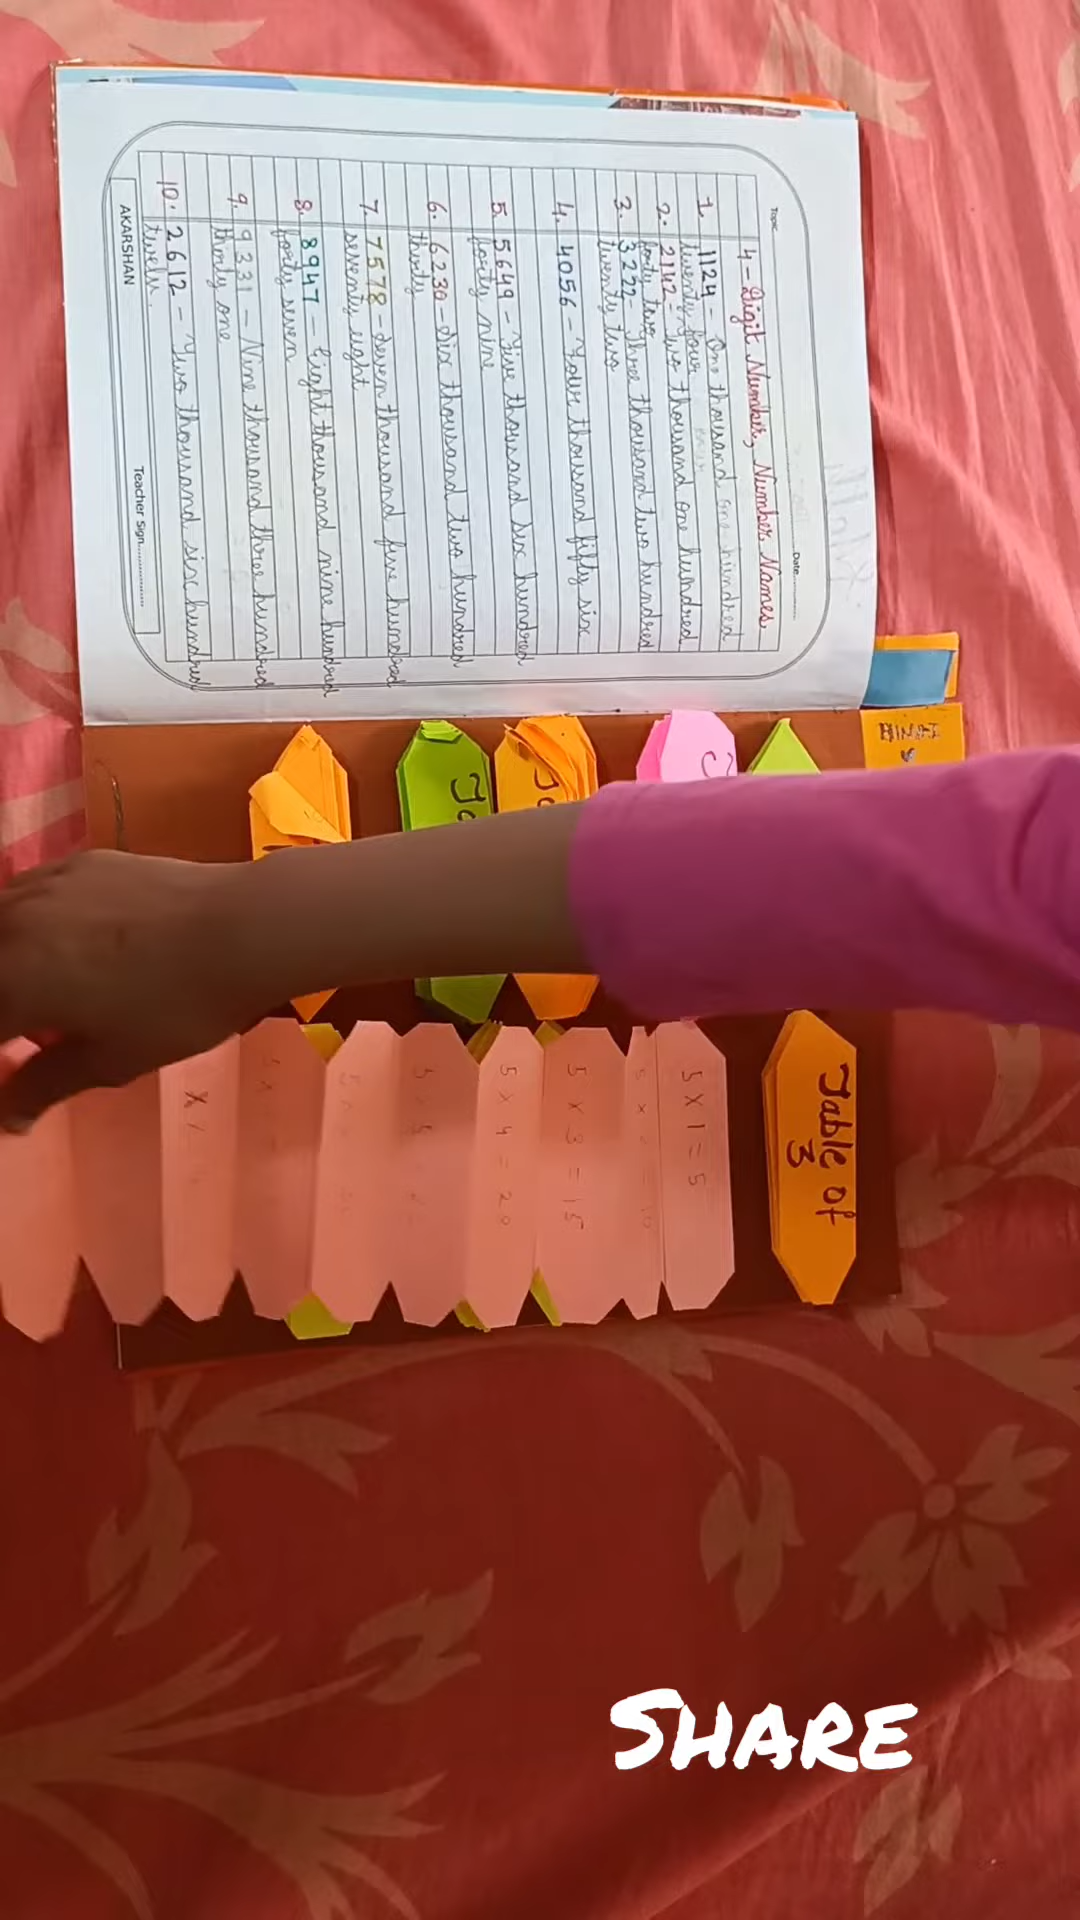 Topic
Date
4-Digit Number, Number Names
1. 1124 - One thousand one hundred
twenty four
2. 2142 - Two thousand one hundred
forty two
3. 3222 - Three thousand two hundred
twenty two
4. 4056 - Four thousand fifty six
5. 5649 - Five thousand six hundred
forty nine
6. 6230 - Six thousand two hundred
thirty
7. 7578 - Seven thousand five hundred
seventy eight
8. 8947 - Eight thousand nine hundred
forty seven
9. 9331 - Nine thousand three hundred
thirty one
10. 2612 - Two thousand six hundred
twelve.
AKARSHAN
Teacher Sign
HINDI
Table of
3
5 X 1 = 5
5 X 3 = 15
5 X 4 = 20
SHARE